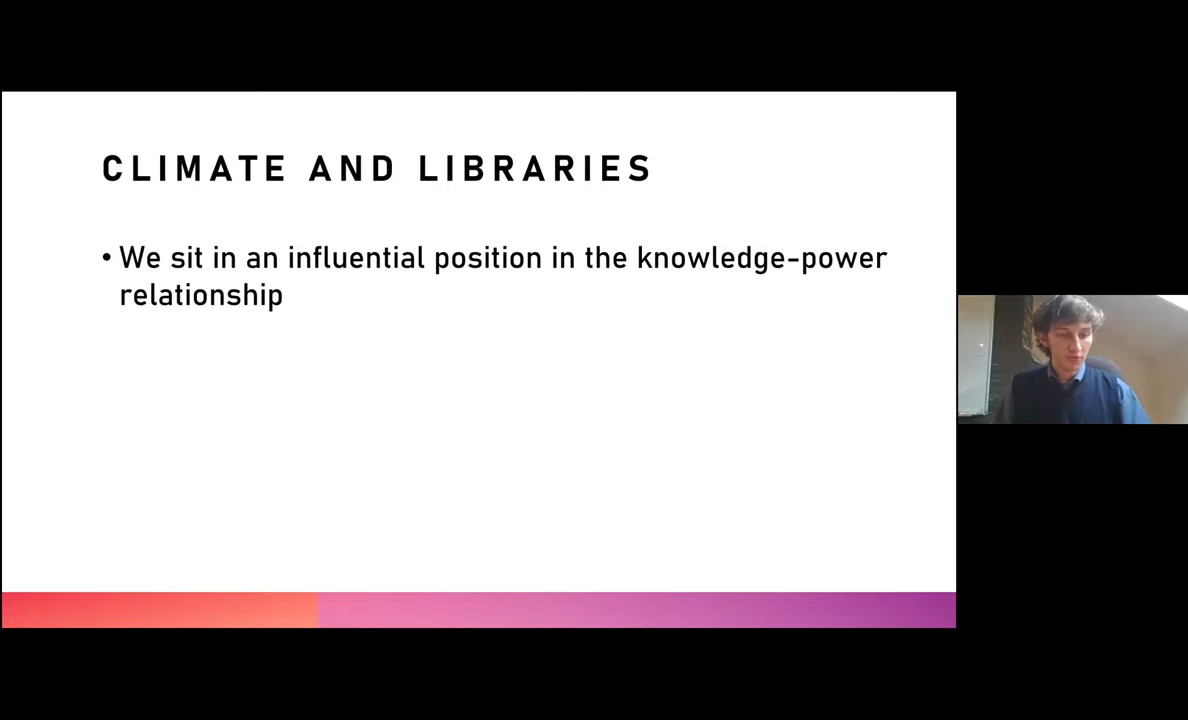 CLIMATE AND LIBRARIES
• We sit in an influential position in the knowledge-power
relationship